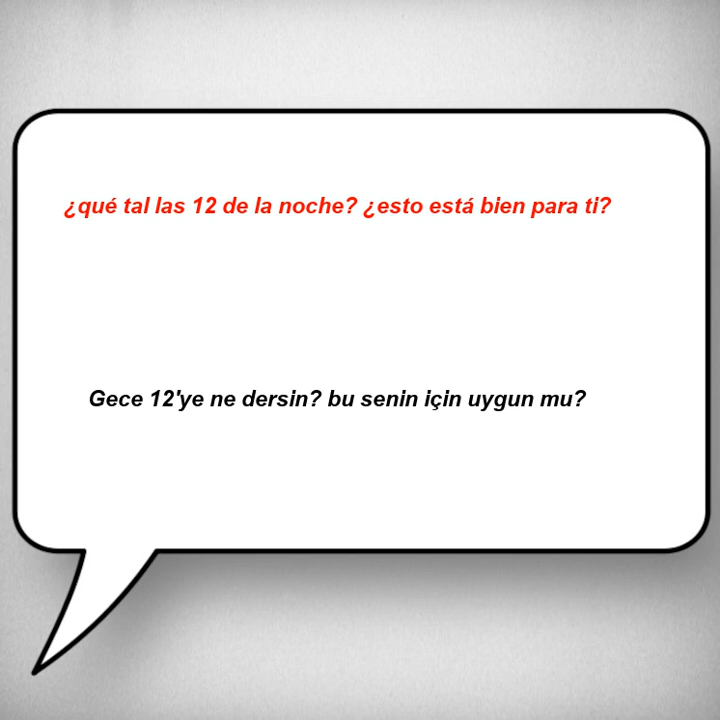 ¿qué tal las 12 de la noche? ¿esto está bien para ti?
Gece 12'ye ne dersin? bu senin için uygun mu?